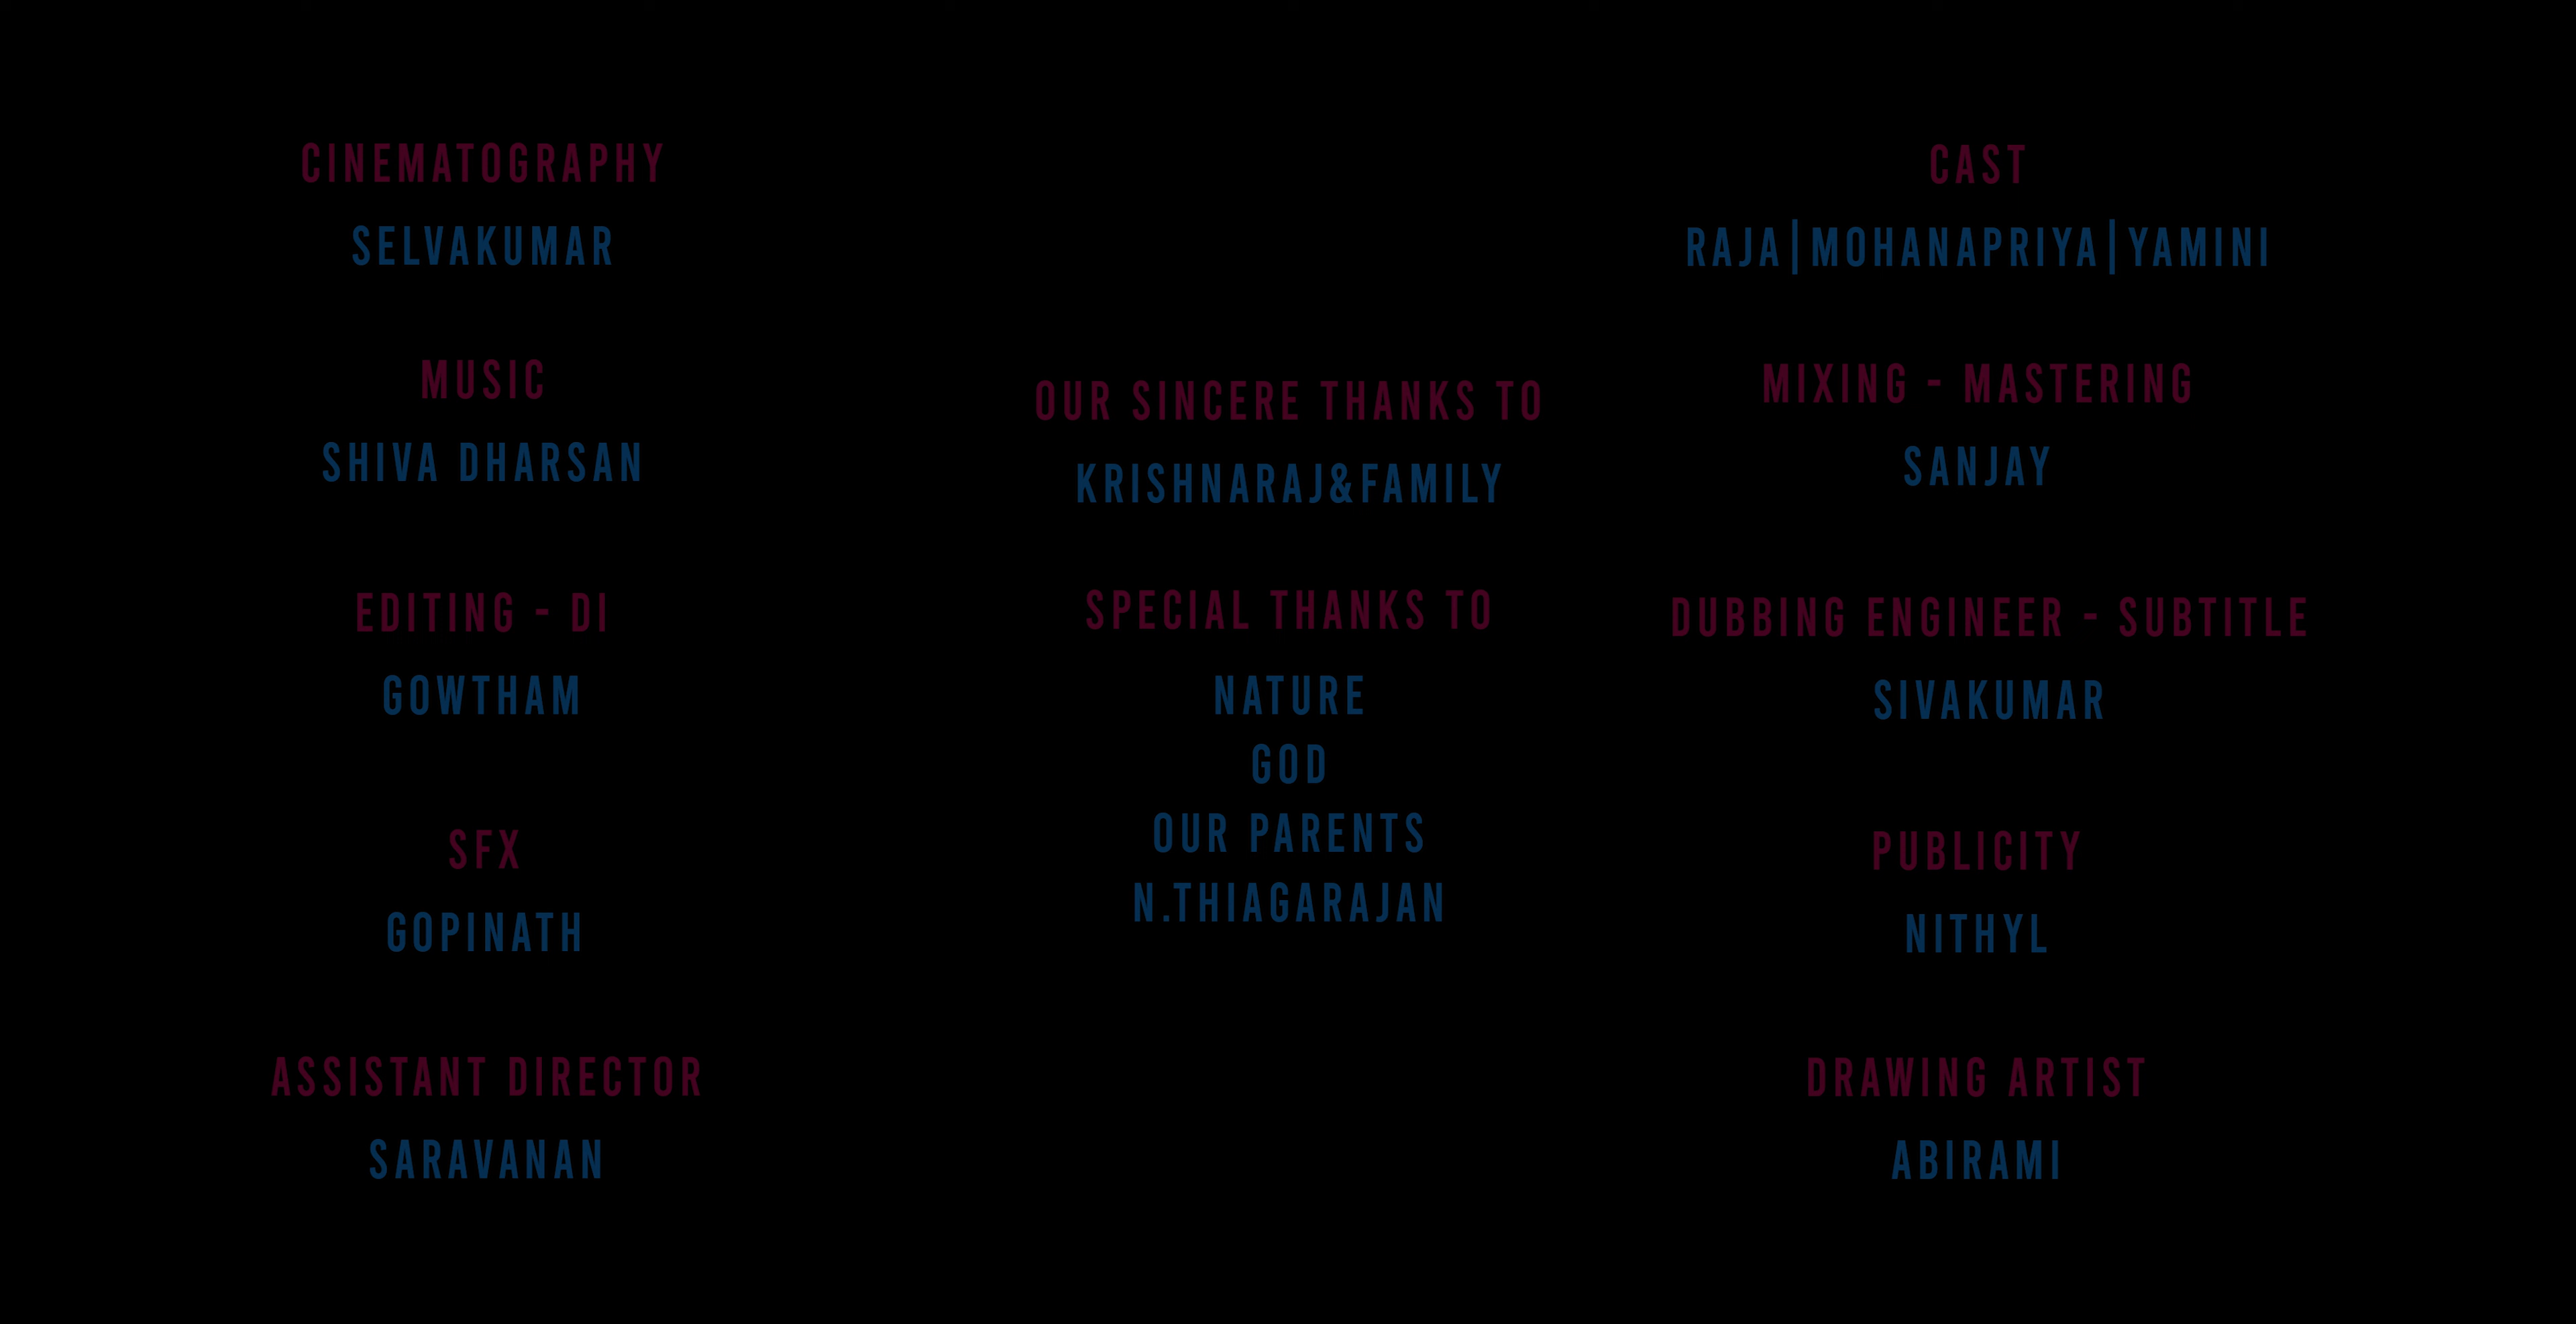 CINEMATOGRAPHY
SELVAKUMAR
MUSIC
SHIVA DHARSAN
EDITING - DI
GOWTHAM
SFX
GOPINATH
ASSISTANT DIRECTOR
SARAVANAN
OUR SINCERE THANKS TO
KRISHNARAJ&FAMILY
SPECIAL THANKS TO
NATURE
GOD
OUR PARENTS
N.THIAGARAJAN
CAST
RAJA|MOHANAPRIYA|YAMINI
MIXING - MASTERING
SANJAY
DUBBING ENGINEER - SUBTITLE
SIVAKUMAR
PUBLICITY
NITHYL
DRAWING ARTIST
ABIRAMI